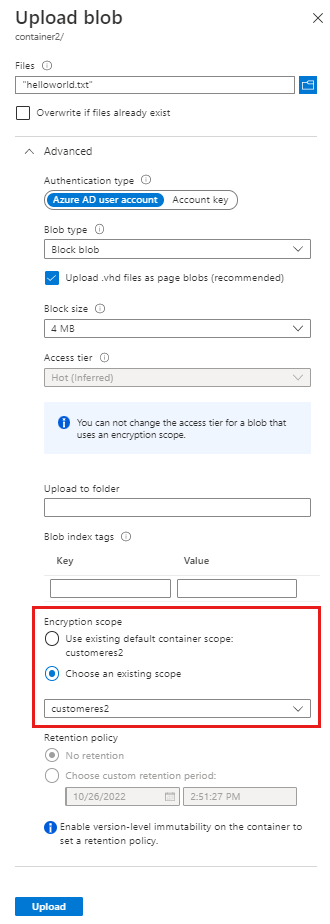 Upload blob
container2/
Files
"helloworld.txt"
Overwrite if files already exist
Advanced
Authentication type
Azure AD user account Account key
Blob type
Block blob
Upload .vhd files as page blobs (recommended)
Block size
4 MB
Access tier
Hot (Inferred)
You can not change the access tier for a blob that
uses an encryption scope.
Upload to folder
Blob index tags
Key Value
Encryption scope
Use existing default container scope:
customeres2
Choose an existing scope
customeres2
Retention policy
No retention
Choose custom retention period:
10/26/2022 2:51:27 PM
Enable version-level immutability on the container to
set a retention policy.
Upload